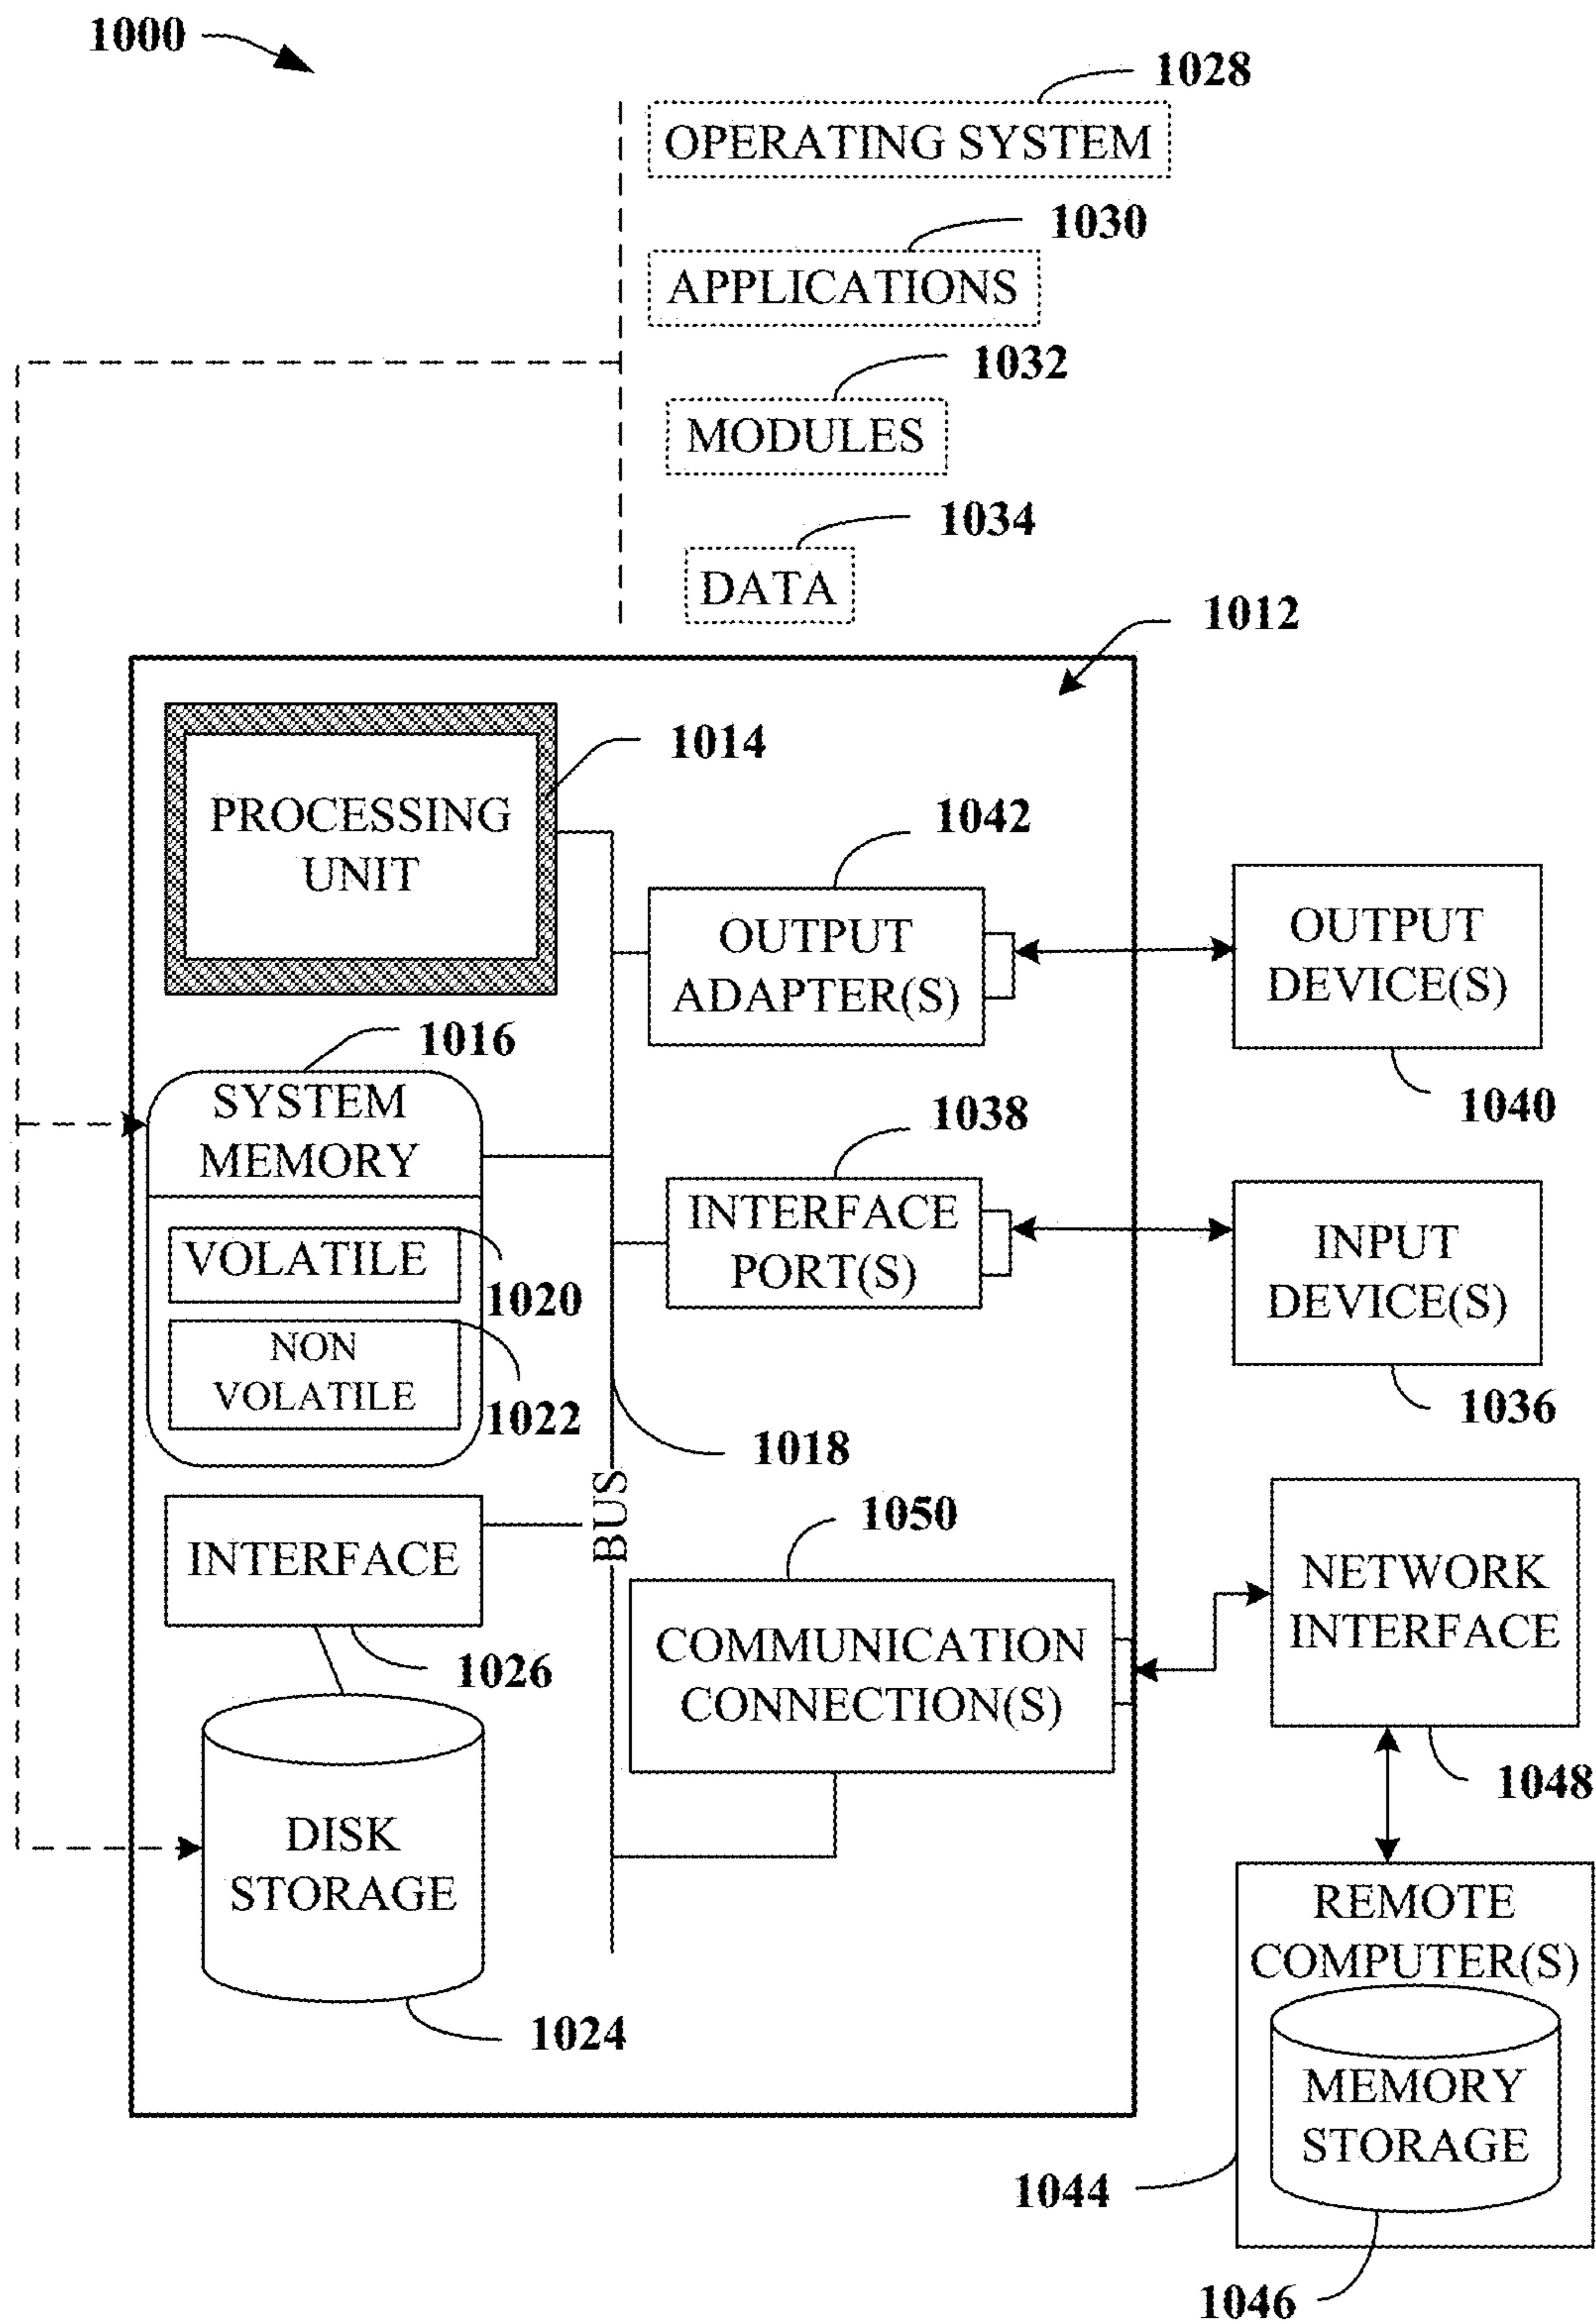 1000
1028
OPERATING SYSTEM
1030
APPLICATIONS
1032
MODULES
1034
DATA
1012
1014
PROCESSING
UNIT
1042
OUTPUT
ADAPTER(S)
OUTPUT
DEVICE(S)
1040
1016
SYSTEM
MEMORY
VOLATILE
1020
NON
VOLATILE
1022
1038
INTERFACE
PORT(S)
INPUT
DEVICE(S)
1036
1018
BUS
INTERFACE
1026
1050
COMMUNICATION
CONNECTION(S)
NETWORK
INTERFACE
1048
DISK
STORAGE
1024
REMOTE
COMPUTER(S)
MEMORY
STORAGE
1044
1046